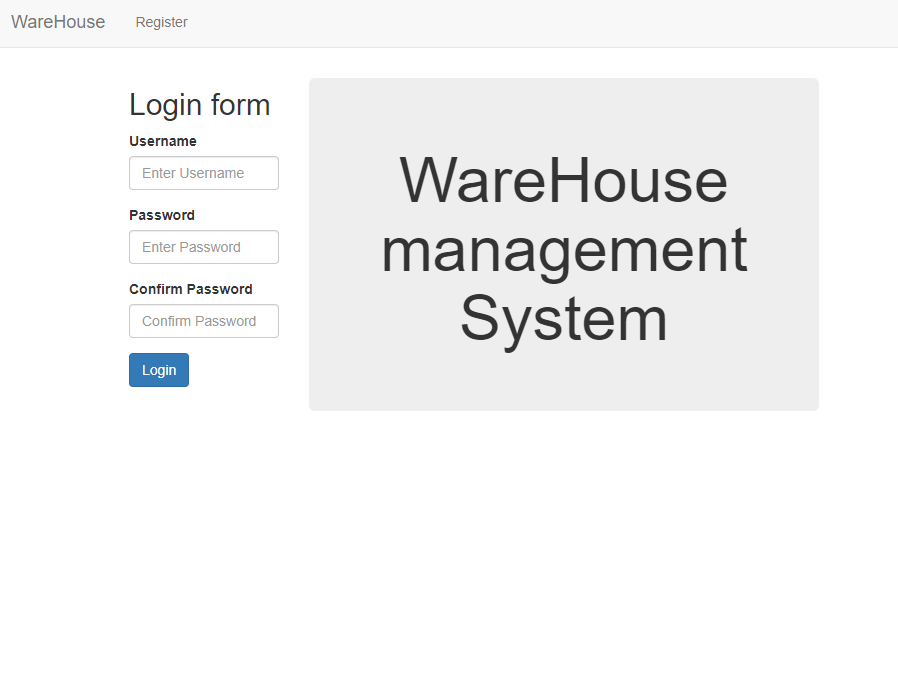 WareHouse Register
Login form
Username
Enter Username
Password
Enter Password
Confirm Password
Confirm Password
Login
WareHouse
management
System